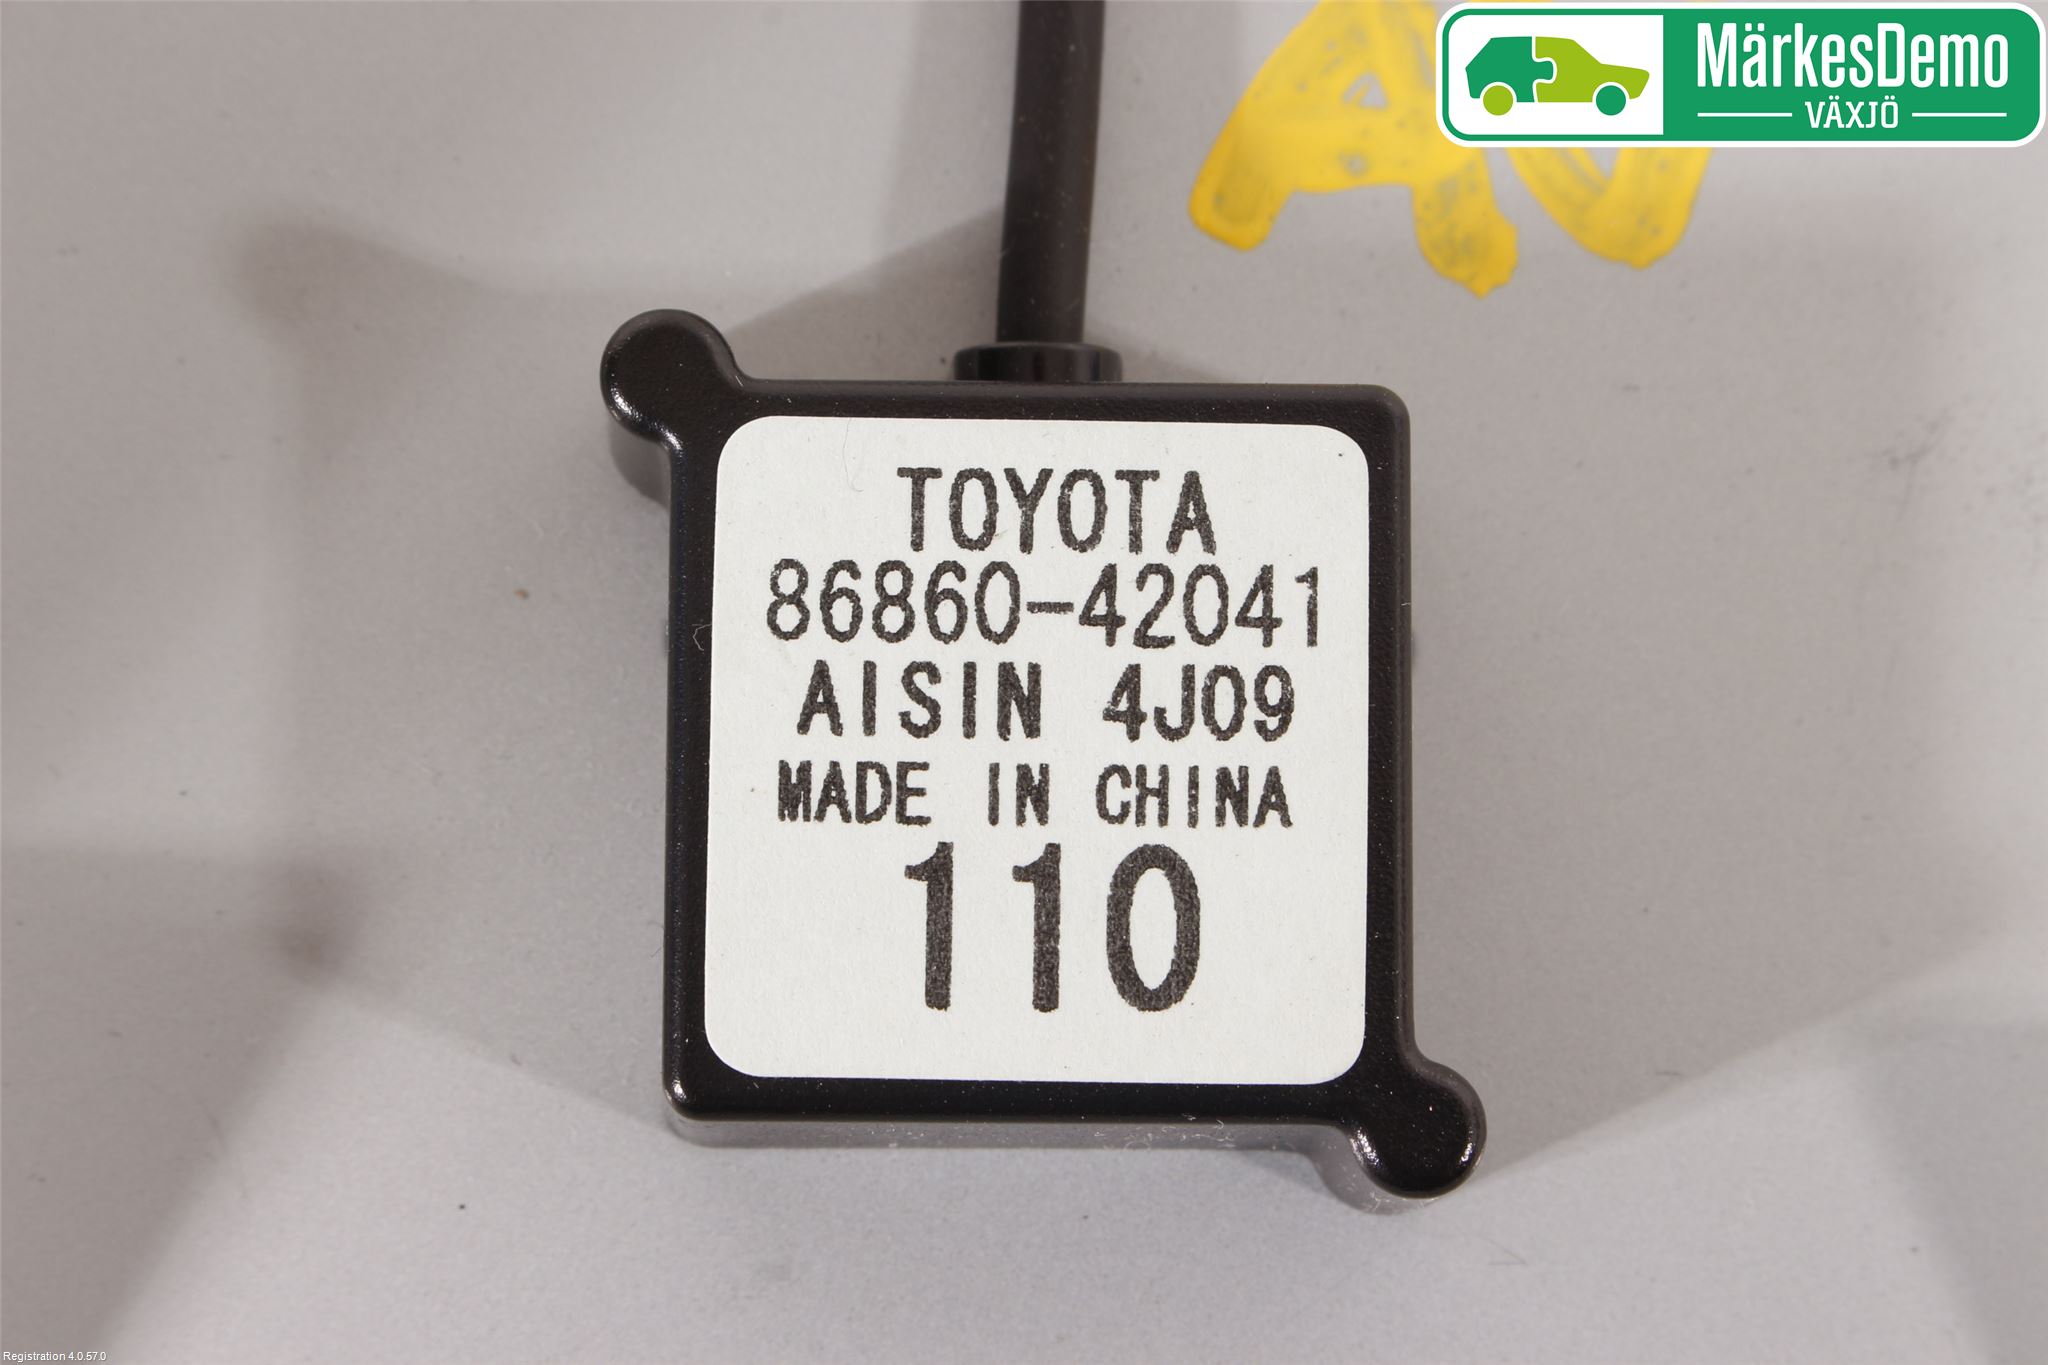 MärkesDemo
VÄXJÖ
TOYOTA
86860-42041
AISIN 4J09
MADE IN CHINA
110
Registration 4.0.57.0